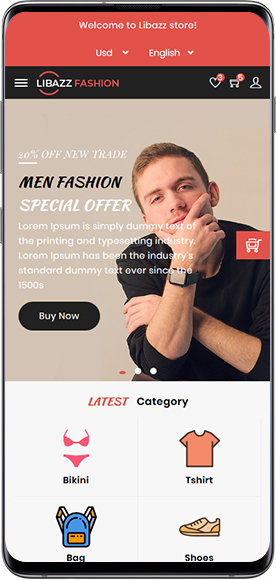 Welcome to Libazz store!
Usd English
LIBAZZ FASHION 3 5
20% OFF NEW TRADE
MEN FASHION
SPECIAL OFFER
Lorem Ipsum is simply dummy text of
the printing and typesetting industry.
Lorem Ipsum has been the industry's
standard dummy text ever since the
1500s
Buy Now
LATEST Category
Bikini Tshirt
Bag Shoes